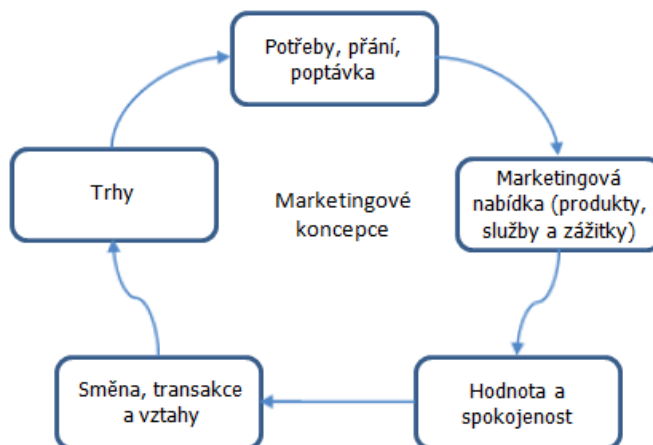 Potřeby, přání,
poptávka
Marketingová
nabídka (produkty,
služby a zážitky)
Hodnota a
spokojenost
Směna, transakce
a vztahy
Trhy
Marketingové
koncepce